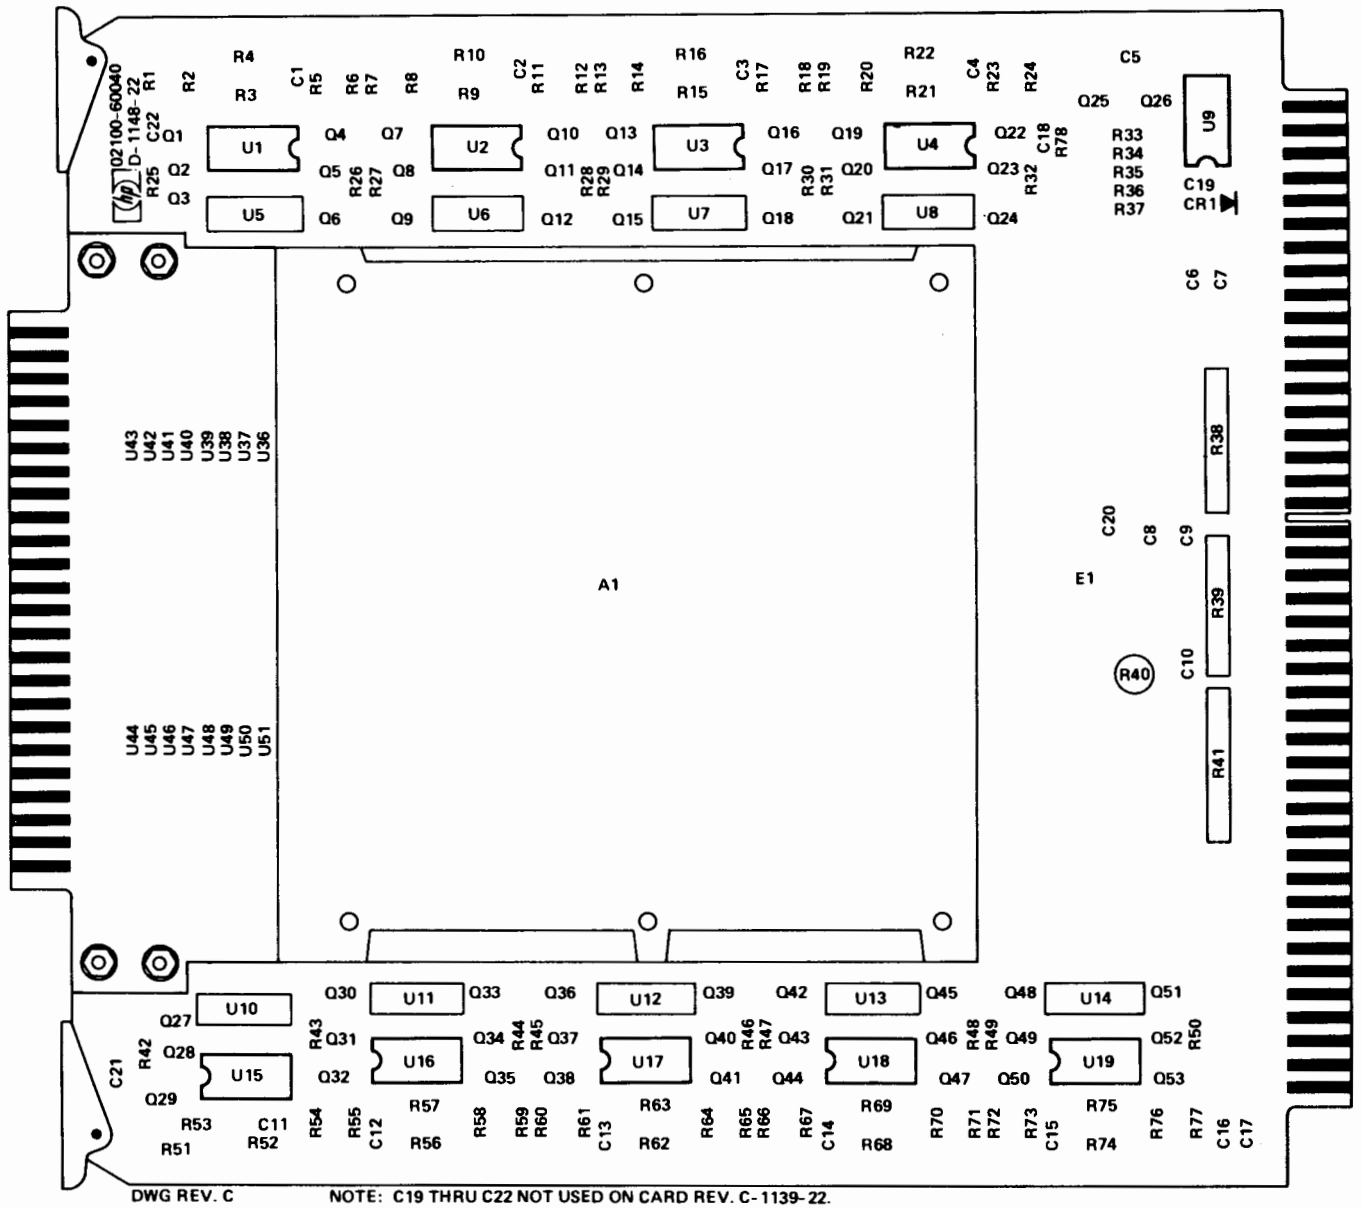 R4 R10 R16 R22 C5
02100-60040 R1 R2 C1 R5 R6 R7 R8 C2 R11 R12 R13 R14 C3 R17 R18 R19 R20 C4 R23 R24
D-1148-22
hp
R3 R9 R15 R21
Q25 Q26 U9
C22 Q1 U1 Q4 Q7 U2 Q10 Q13 U3 Q16 Q19 U4 Q22 C18 R78 R33
R34
R25 Q2 Q5 R26 R27 Q8 Q11 R28 R29 Q14 Q17 R30 R31 Q20 Q23 R32 R35
R36 C19
Q3 R37 CR1
U5 Q6 Q9 U6 Q12 Q15 U7 Q18 Q21 U8 Q24
C6 C7
U43 U42 U41 U40 U39 U38 U37 U36 R38
C20 C8 C9
A1 E1 R39
R40 C10
U44 U45 U46 U47 U48 U49 U50 U51 R41
Q30 U11 Q33 Q36 U12 Q39 Q42 U13 Q45 Q48 U14 Q51
Q27 U10
R42 Q28 R43 Q31 U16 Q34 R44 R45 Q37 U17 Q40 R46 R47 Q43 U18 Q46 R48 R49 Q49 U19 Q52 R50
C21 U15 Q32 Q35 Q38 Q41 Q44 Q47 Q50 Q53
Q29
R57 R63 R69 R75
R53 C11 R54 R55 C12 R58 R59 R60 R61 C13 R64 R65 R66 R67 C14 R70 R71 R72 R73 C15 R76 R77 C16 C17
R51 R52 R56 R62 R68 R74
DWG REV. C NOTE: C19 THRU C22 NOT USED ON CARD REV. C-1139-22.